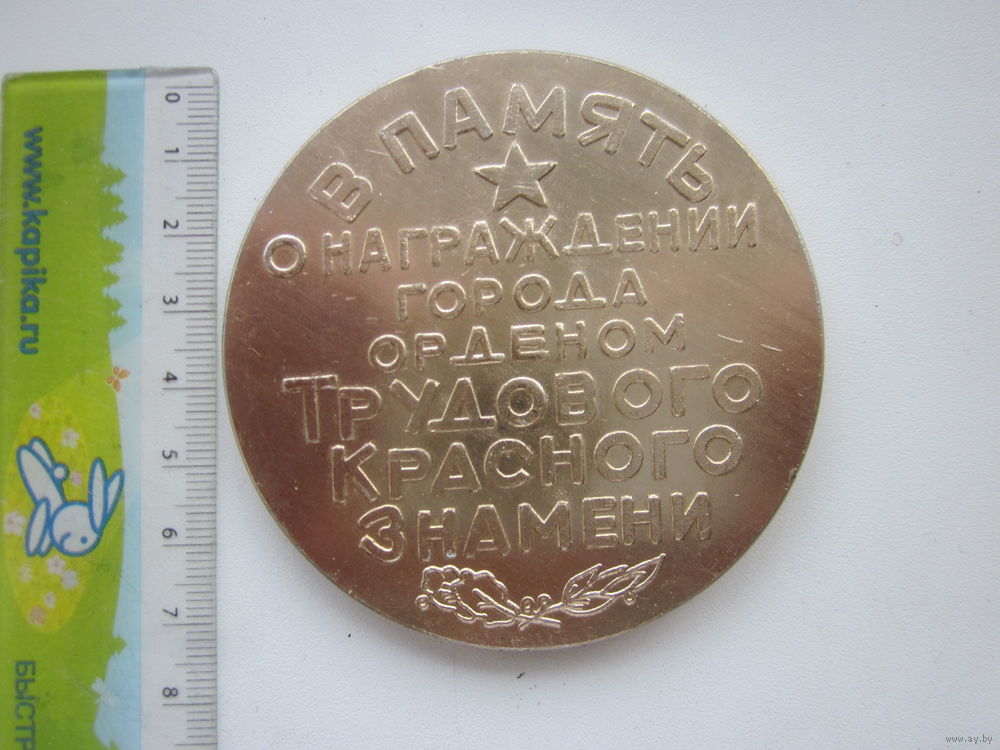 В ПАМЯТЬ
О НАГРАЖДЕНИИ
ГОРОДА
ОРДЕНОМ
ТРУДОВОГО
КРАСНОГО
ЗНАМЕНИ
www.kapika.ru
БЫСТР
0 1 2 3 4 5 6 7 8
www.ay.by